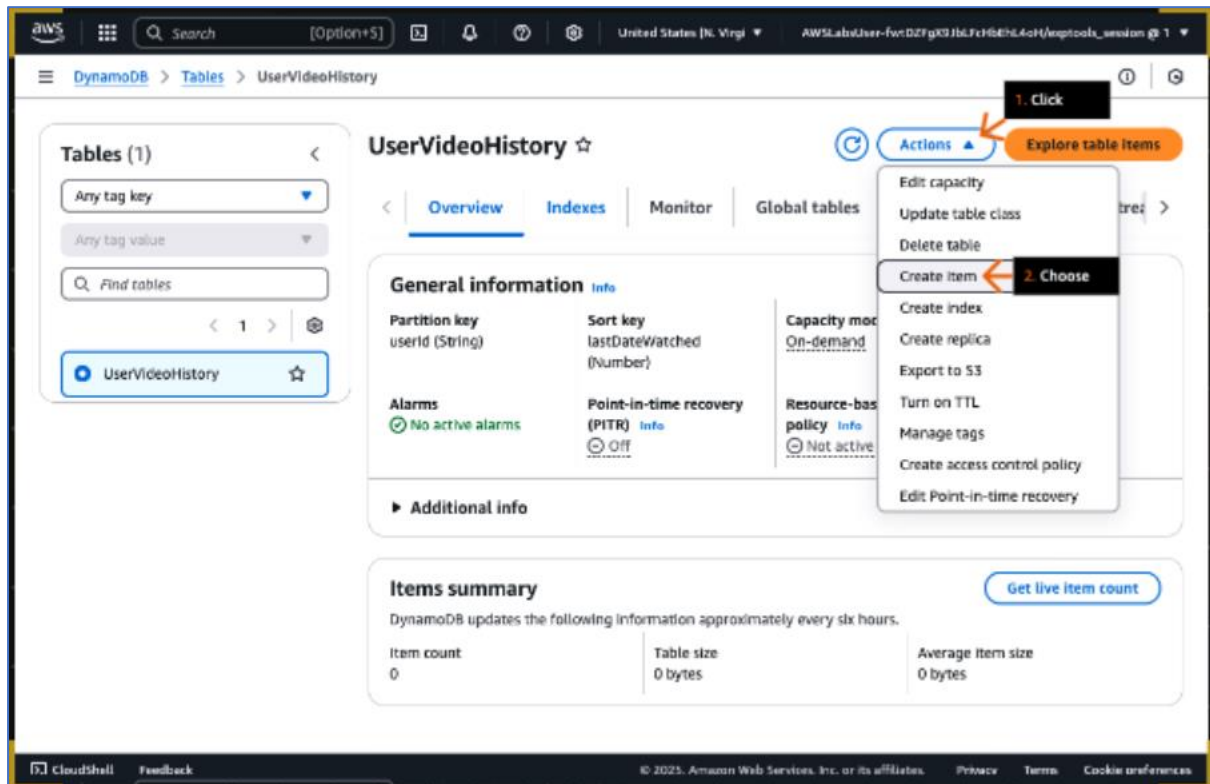 aws
Search [Option+S] United States (N. Virgi
DynamoDB > Tables > UserVideoHistory
1. Click
Tables (1)
Any tag key
Any tag value
Find tables
1
UserVideoHistory
UserVideoHistory
Actions
Explore table items
Edit capacity
Update table class
Delete table
Create item
2. Choose
Create index
Create replica
Export to S3
Turn on TTL
Manage tags
Create access control policy
Edit Point-in-time recovery
Overview Indexes Monitor Global tables
General information Info
Partition key
userId (String)
Sort key
lastDateWatched
(Number)
Capacity mod
On-demand
Alarms
No active alarms
Point-in-time recovery
(PITR) Info
Off
Resource-bas
policy Info
Not active
Additional info
Items summary
Get live item count
DynamoDB updates the following information approximately every six hours.
Item count
0
Table size
0 bytes
Average item size
0 bytes
CloudShell Feedback © 2025, Amazon Web Services, Inc. or its affiliates. Privacy Terms Cookie preferences